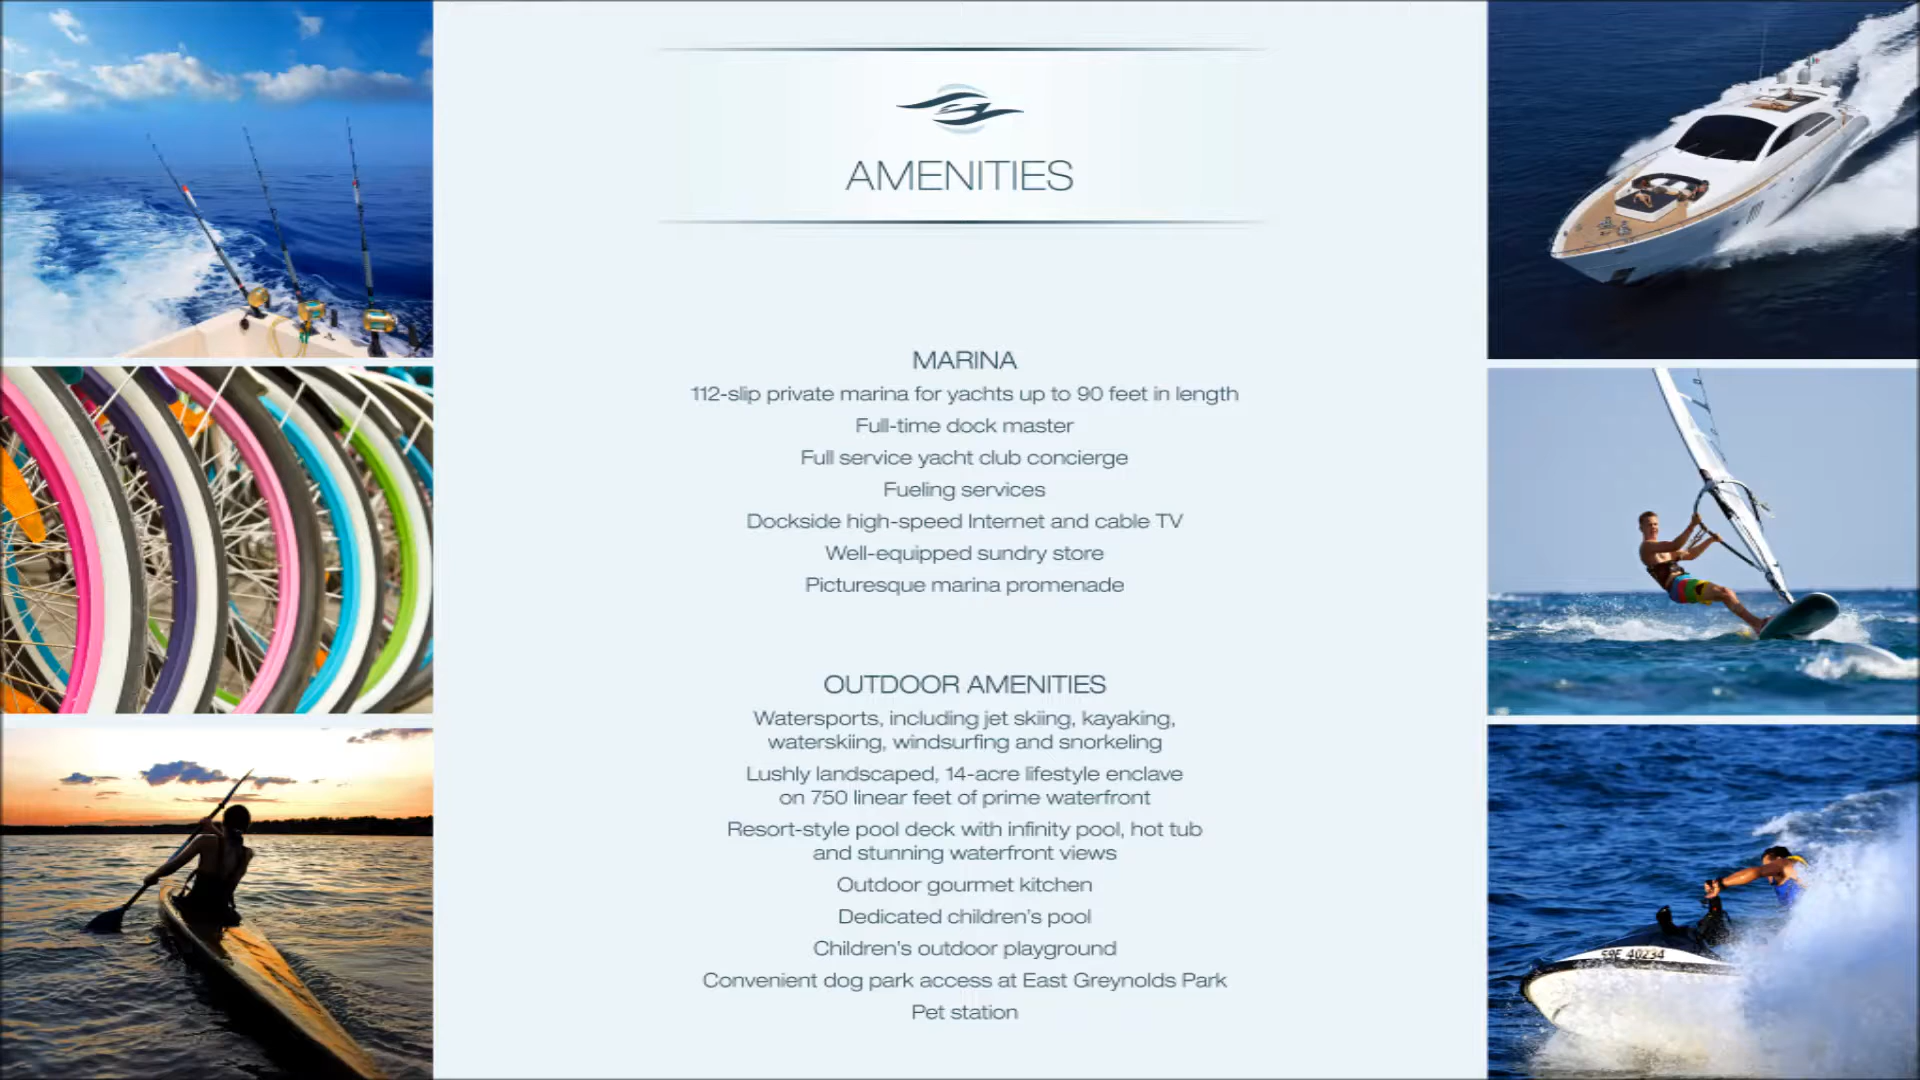 AMENITIES
MARINA
112-slip private marina for yachts up to 90 feet in length
Full-time dock master
Full service yacht club concierge
Fueling services
Dockside high-speed Internet and cable TV
Well-equipped sundry store
Picturesque marina promenade
OUTDOOR AMENITIES
Watersports, including jet skiing, kayaking,
waterskiing, windsurfing and snorkeling
Lushly landscaped, 14-acre lifestyle enclave
on 750 linear feet of prime waterfront
Resort-style pool deck with infinity pool, hot tub
and stunning waterfront views
Outdoor gourmet kitchen
Dedicated children's pool
Children's outdoor playground
Convenient dog park access at East Greynolds Park
Pet station
40234